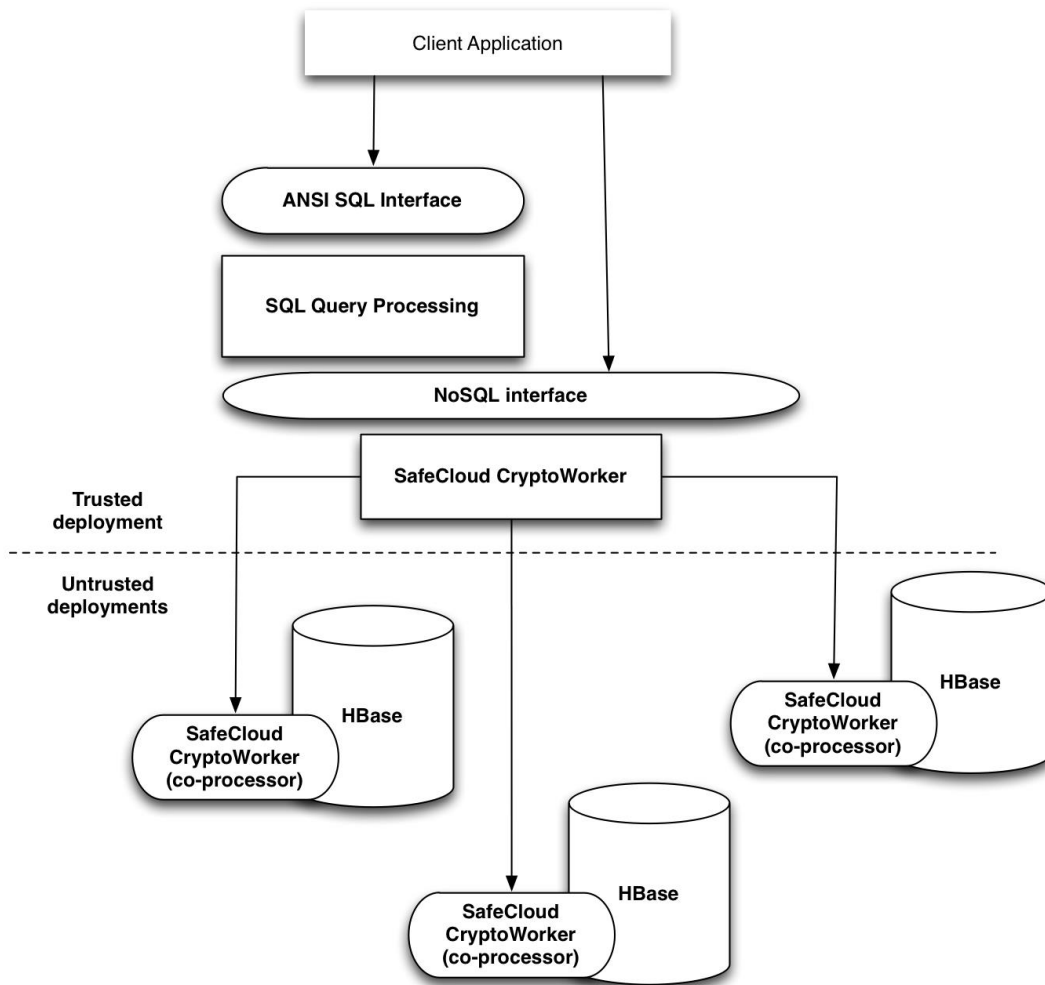 Client Application
ANSI SQL Interface
SQL Query Processing
NoSQL interface
SafeCloud CryptoWorker
Trusted
deployment
Untrusted
deployments
HBase
SafeCloud
CryptoWorker
(co-processor)
HBase
SafeCloud
CryptoWorker
(co-processor)
HBase
SafeCloud
CryptoWorker
(co-processor)